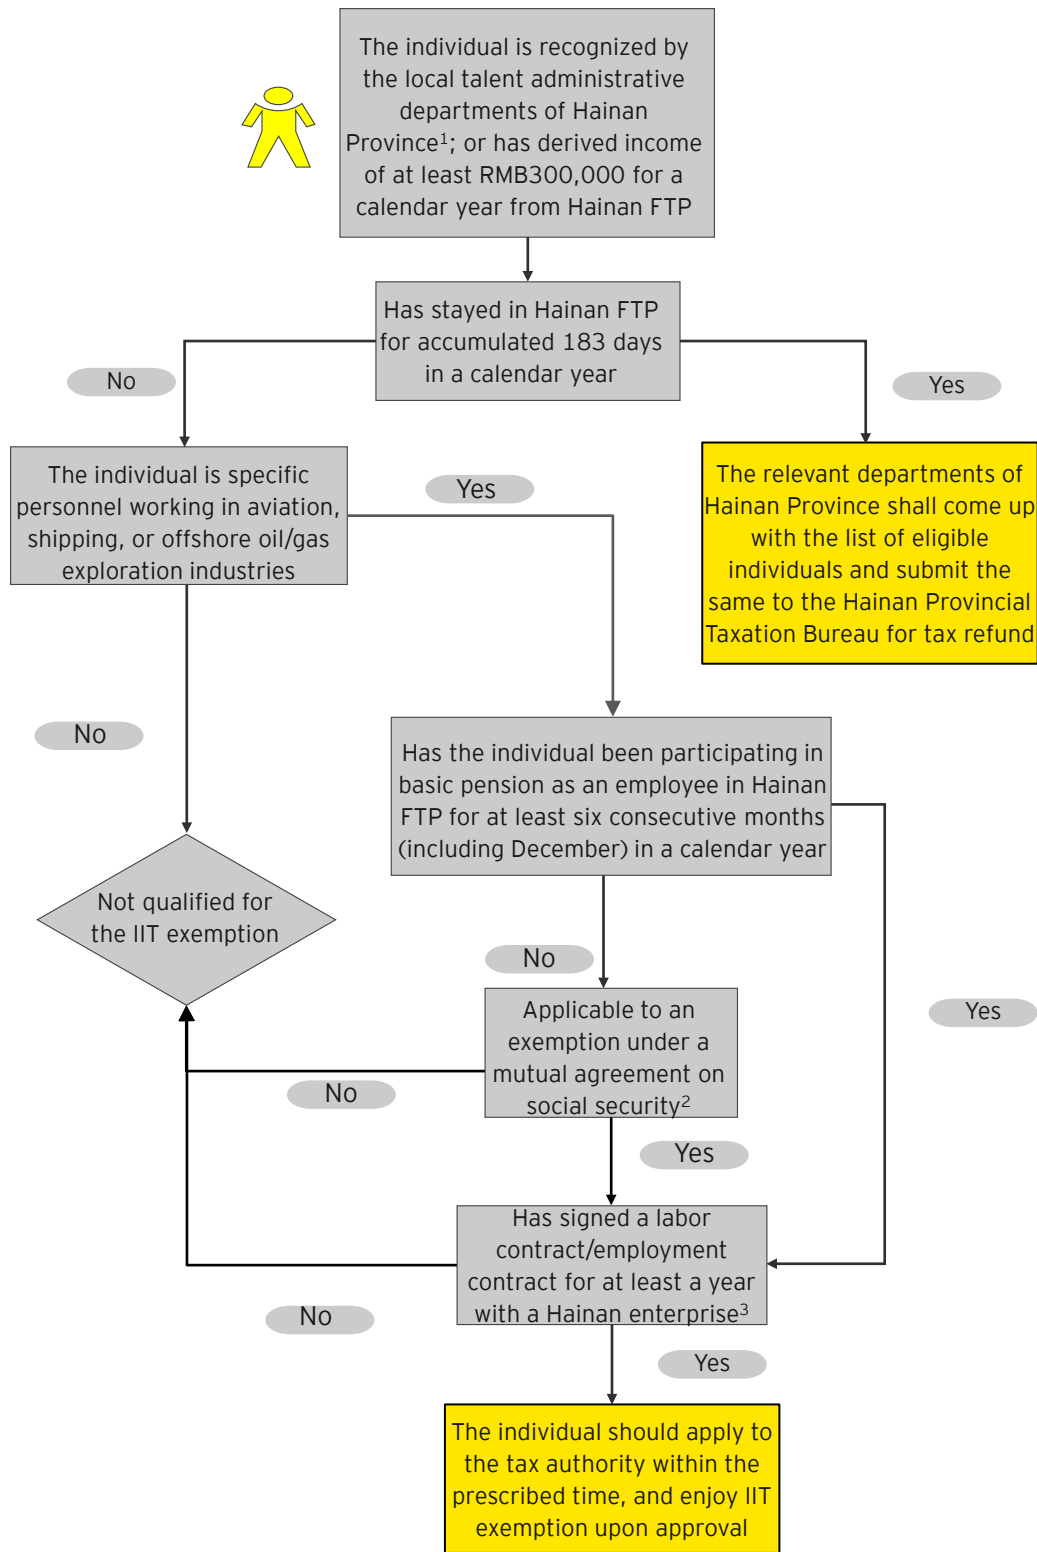 The individual is recognized by
the local talent administrative
departments of Hainan
Province1; or has derived income
of at least RMB300,000 for a
calendar year from Hainan FTP
Has stayed in Hainan FTP
for accumulated 183 days
in a calendar year
No
Yes
The individual is specific
personnel working in aviation,
shipping, or offshore oil/gas
exploration industries
Yes
The relevant departments of
Hainan Province shall come up
with the list of eligible
individuals and submit the
same to the Hainan Provincial
Taxation Bureau for tax refund
No
Has the individual been participating in
basic pension as an employee in Hainan
FTP for at least six consecutive months
(including December) in a calendar year
Not qualified for
the IIT exemption
No
Yes
Applicable to an
exemption under a
mutual agreement on
social security2
No
Yes
Has signed a labor
contract/employment
contract for at least a year
with a Hainan enterprise3
No
Yes
The individual should apply to
the tax authority within the
prescribed time, and enjoy IIT
exemption upon approval